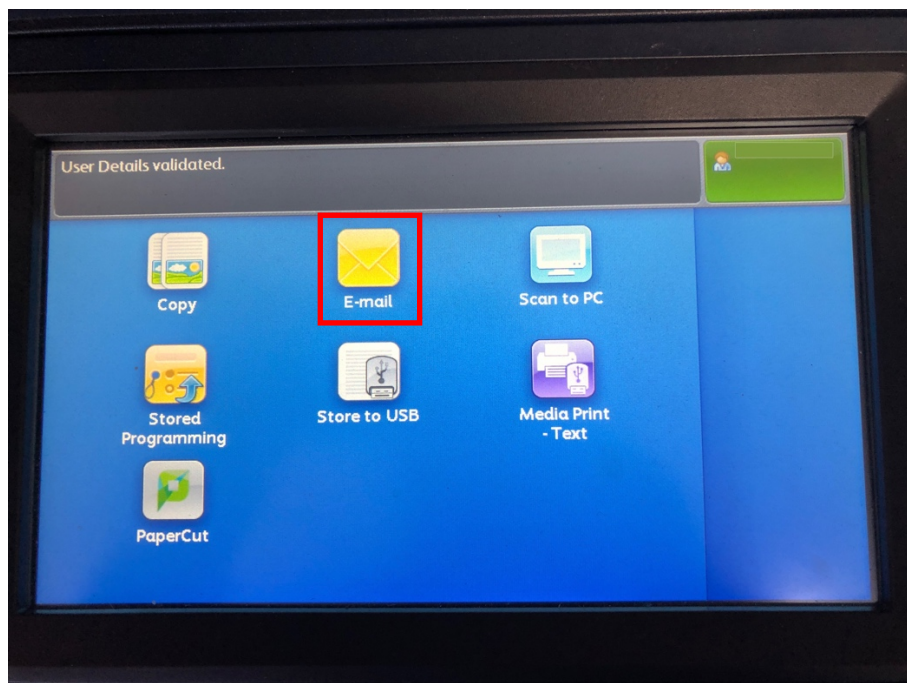 User Details validated.
Copy
E-mail
Scan to PC
Stored
Programming
Store to USB
Media Print
- Text
PaperCut